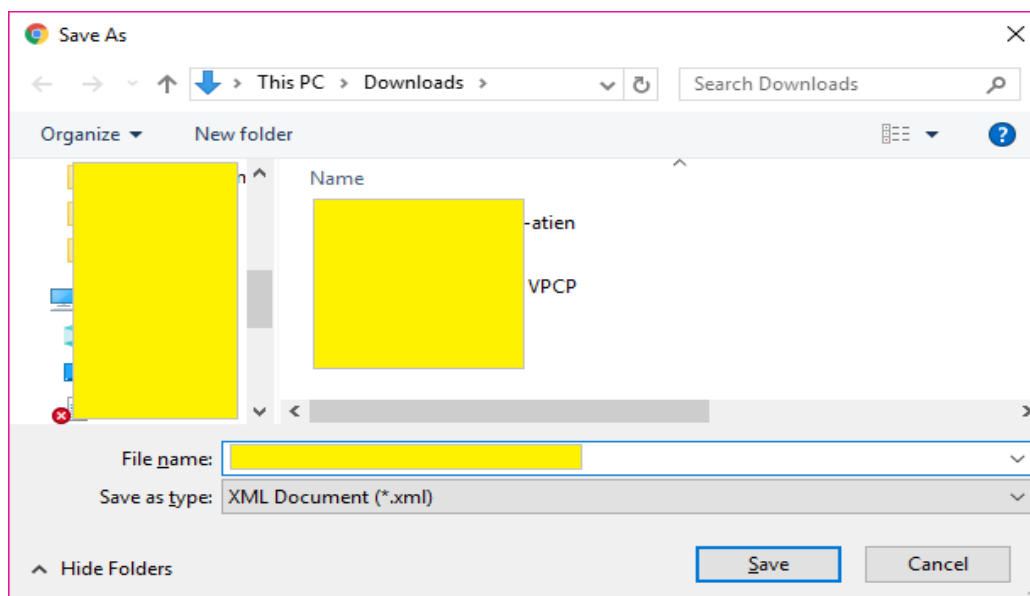 Save As
This PC > Downloads >
Search Downloads
Organize
New folder
n
Name
-atien
VPCP
File name:
Save as type: XML Document (*.xml)
Hide Folders
Save
Cancel